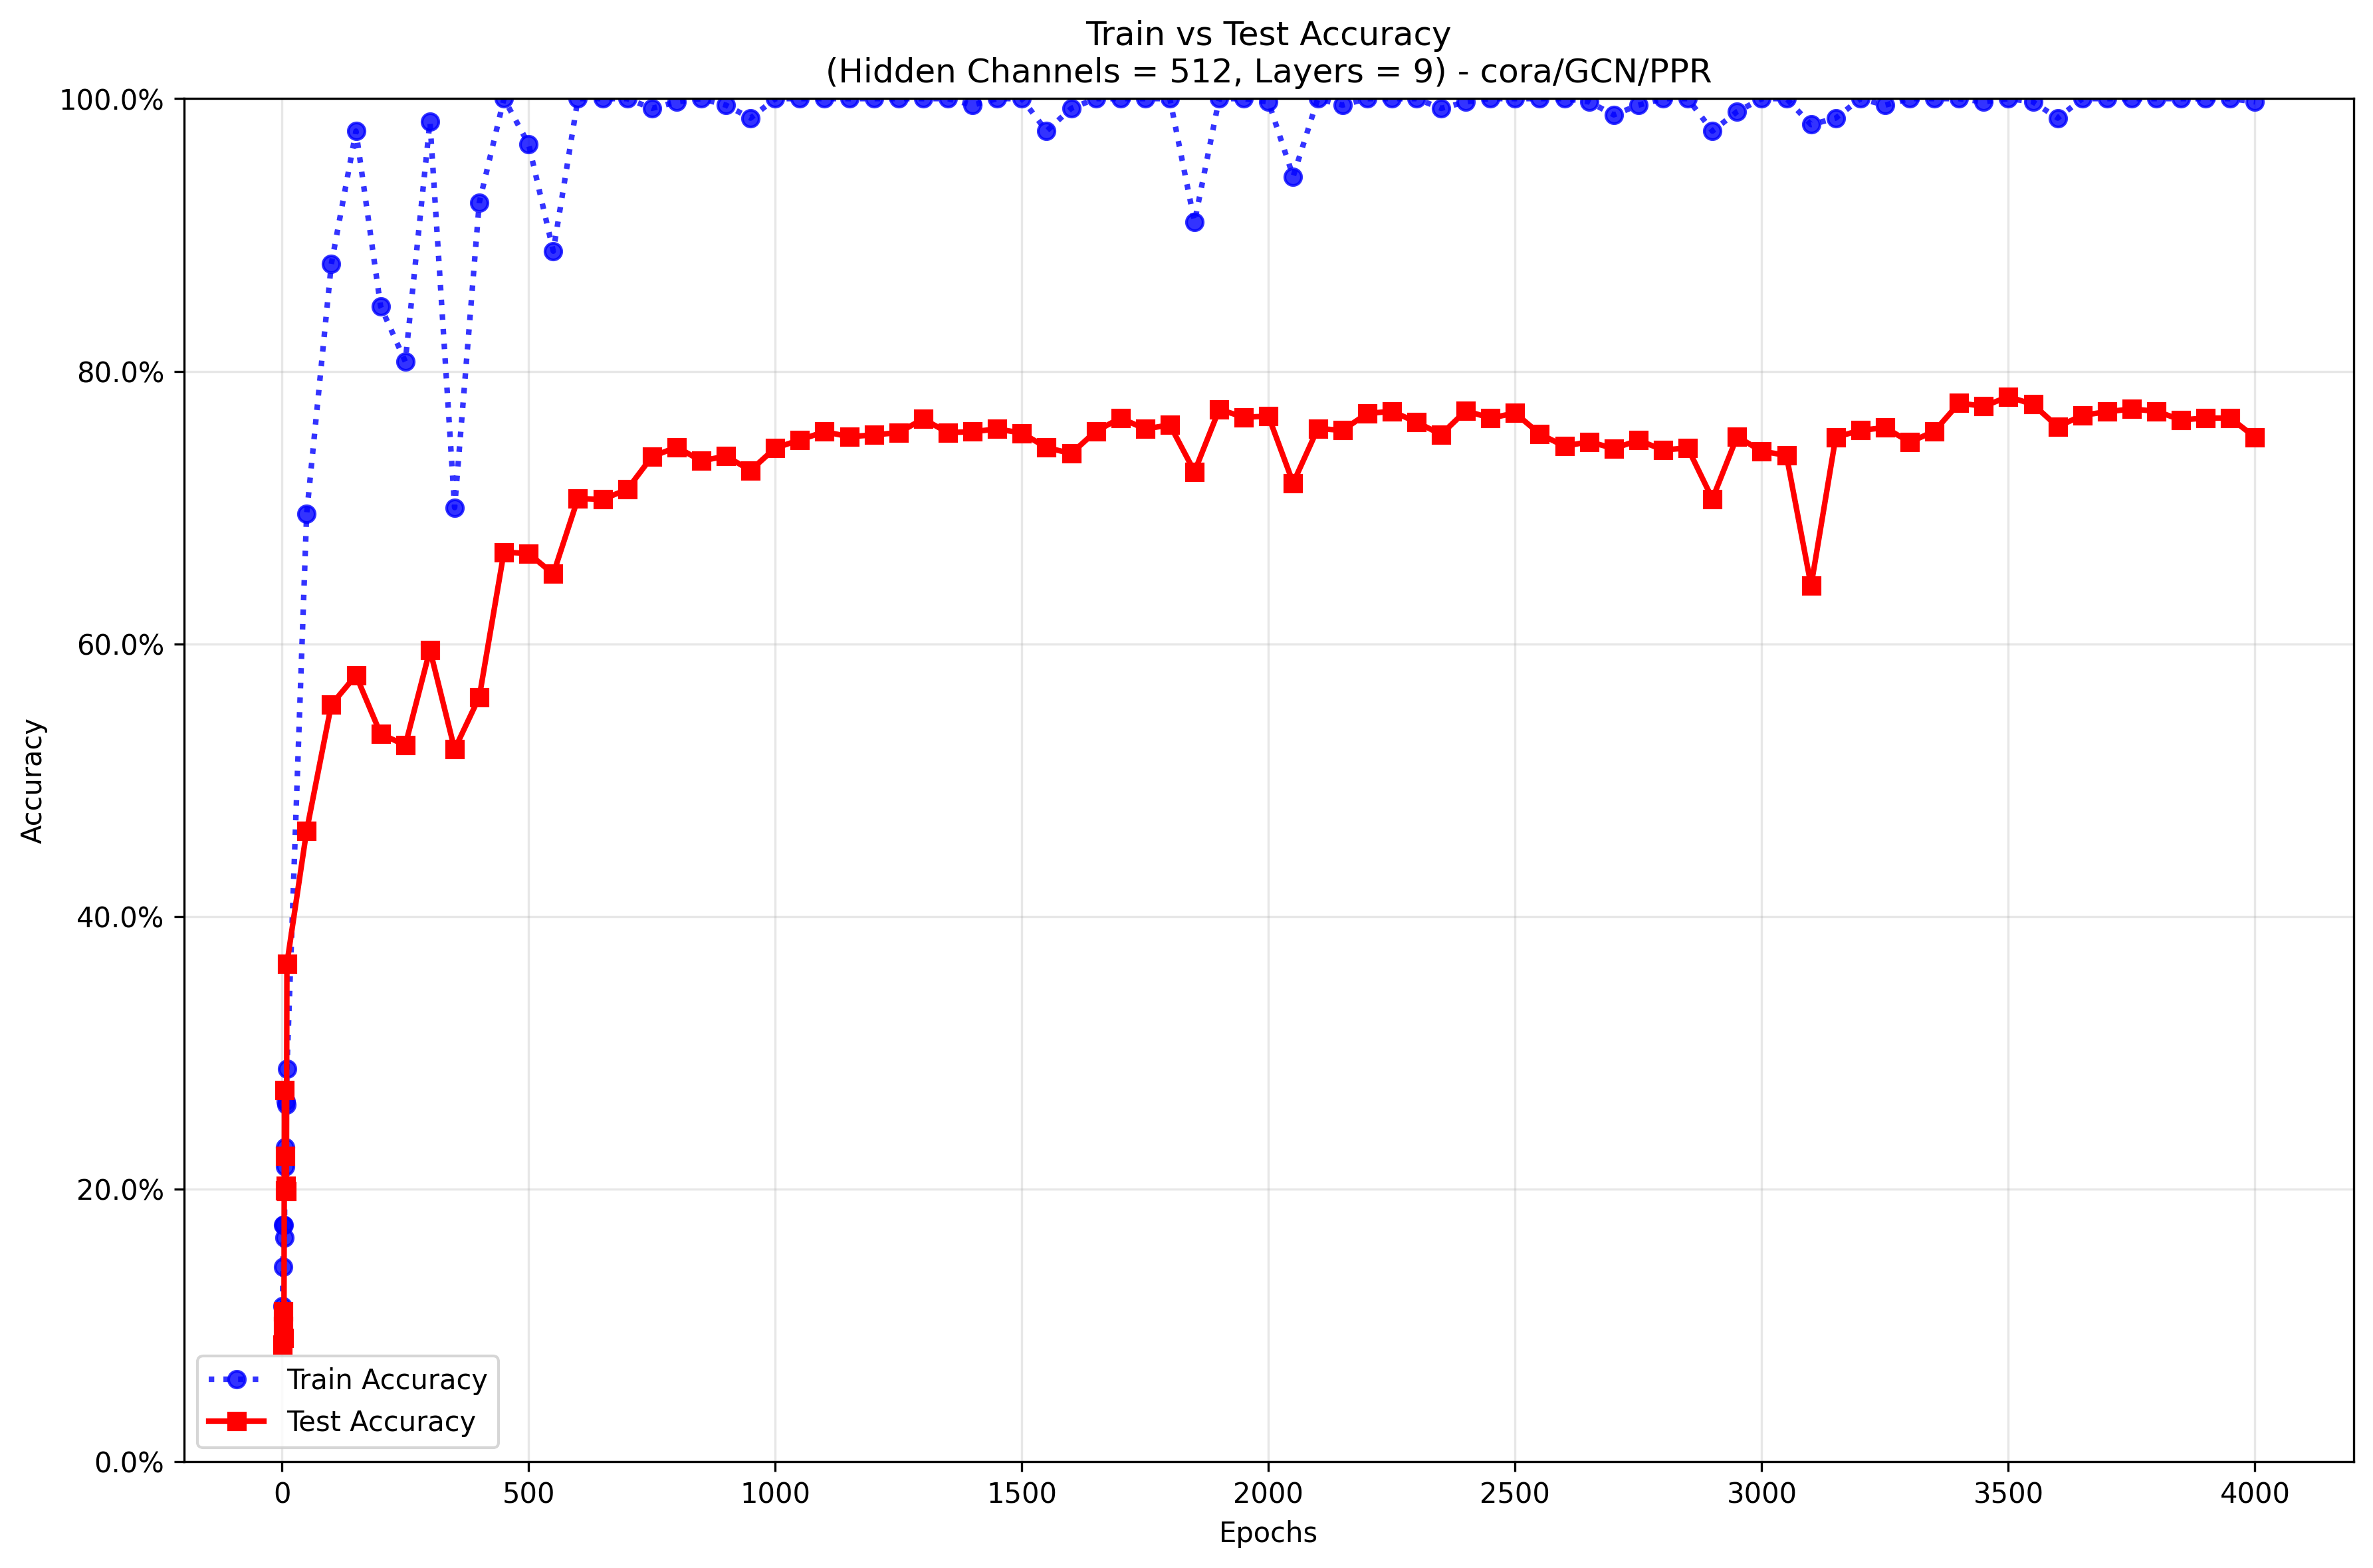 Train vs Test Accuracy
(Hidden Channels = 512, Layers = 9) - cora/GCN/PPR
100.0%
80.0%
60.0%
40.0%
20.0%
0.0%
Accuracy
Train Accuracy
Test Accuracy
0 500 1000 1500 2000 2500 3000 3500 4000
Epochs